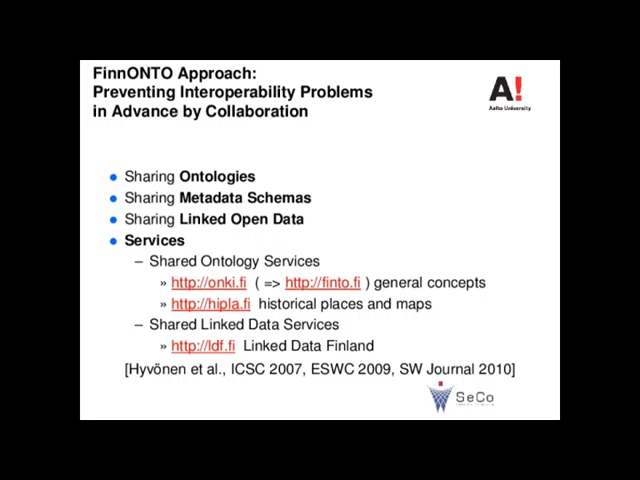 FinnONTO Approach:
Preventing Interoperability Problems
in Advance by Collaboration
A!
Aalto University
• Sharing Ontologies
• Sharing Metadata Schemas
• Sharing Linked Open Data
• Services
– Shared Ontology Services
» http://onki.fi ( => http://finto.fi ) general concepts
» http://hipla.fi historical places and maps
– Shared Linked Data Services
» http://ldf.fi Linked Data Finland
[Hyvönen et al., ICSC 2007, ESWC 2009, SW Journal 2010]
SeCo